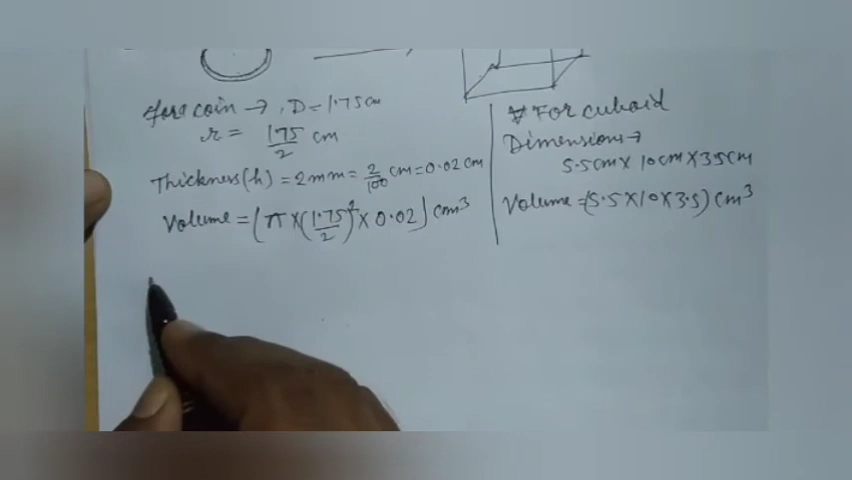 For a coin → , D = 1.75 cm
r = 1.75/2 cm
Thickness(h) = 2 mm = 2/100 cm = 0.02 cm
Volume = (π × (1.75/2)² × 0.02) cm³
# For cuboid
Dimensions →
5.5 cm × 10 cm × 3.5 cm
Volume = (5.5 × 10 × 3.5) cm³